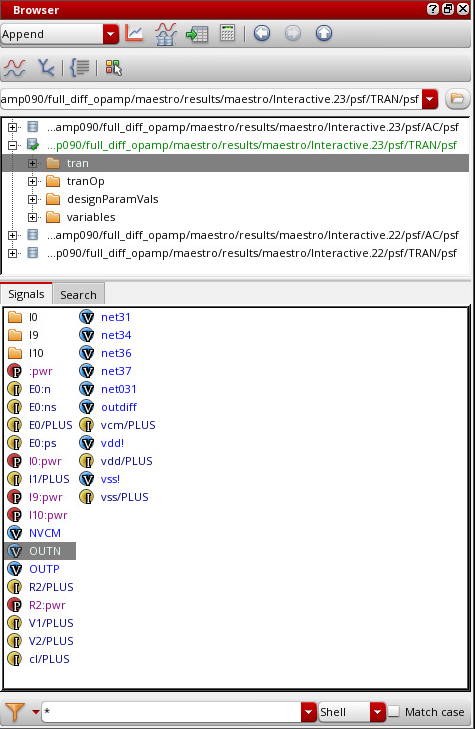 Browser
Append
amp090/full_diff_opamp/maestro/results/maestro/Interactive.23/psf/TRAN/psf
...amp090/full_diff_opamp/maestro/results/maestro/Interactive.23/psf/AC/psf
...p090/full_diff_opamp/maestro/results/maestro/Interactive.23/psf/TRAN/psf
tran
tranOp
designParamVals
variables
...amp090/full_diff_opamp/maestro/results/maestro/Interactive.22/psf/AC/psf
...p090/full_diff_opamp/maestro/results/maestro/Interactive.22/psf/TRAN/psf
Signals Search
I0
I9
I10
:pwr
E0:n
E0:ns
E0/PLUS
E0:ps
I0:pwr
I1/PLUS
I9:pwr
I10:pwr
NVCM
OUTN
OUTP
R2/PLUS
R2:pwr
V1/PLUS
V2/PLUS
cl/PLUS
net31
net34
net36
net37
net031
outdiff
vcm/PLUS
vdd!
vdd/PLUS
vss!
vss/PLUS
* Shell Match case